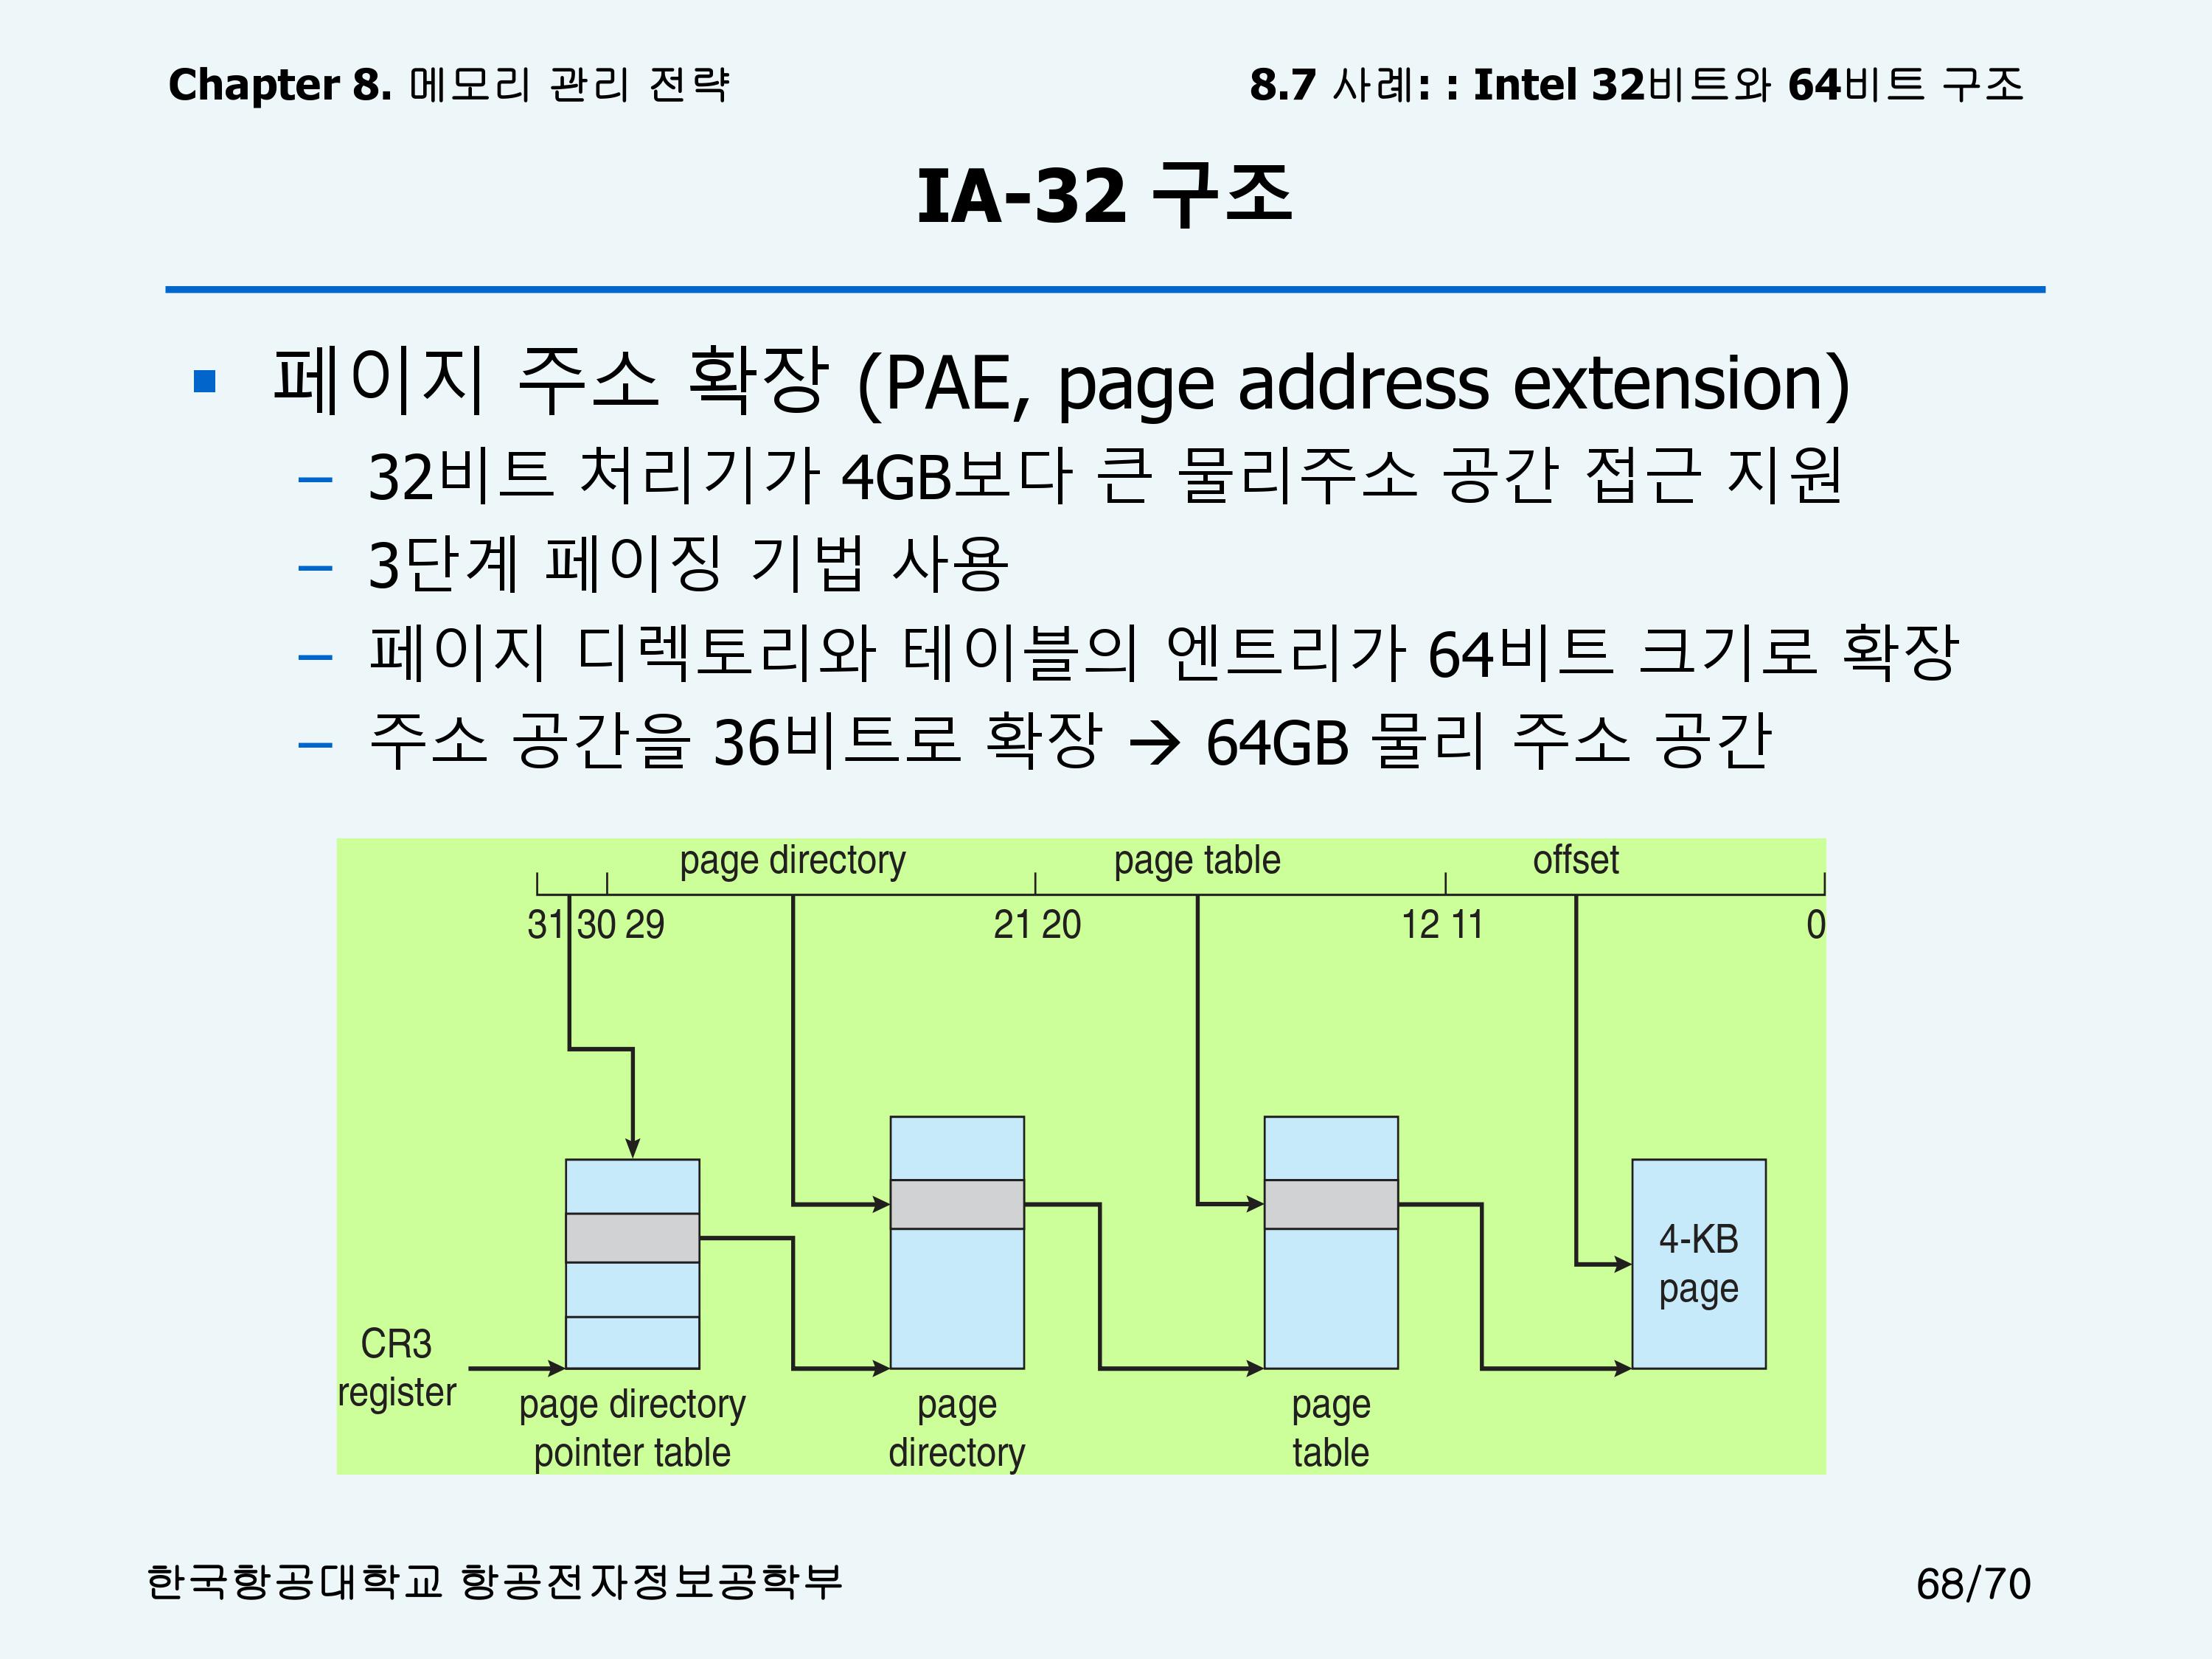 Chapter 8. 메모리 관리 전략
8.7 사례: : Intel 32비트와 64비트 구조
IA-32 구조
▪ 페이지 주소 확장 (PAE, page address extension)
– 32비트 처리기가 4GB보다 큰 물리주소 공간 접근 지원
– 3단계 페이징 기법 사용
– 페이지 디렉토리와 테이블의 엔트리가 64비트 크기로 확장
– 주소 공간을 36비트로 확장 → 64GB 물리 주소 공간
page directory page table offset
31 30 29 21 20 12 11 0
4-KB
page
CR3
register
page directory
pointer table
page
directory
page
table
한국항공대학교 항공전자정보공학부
68/70